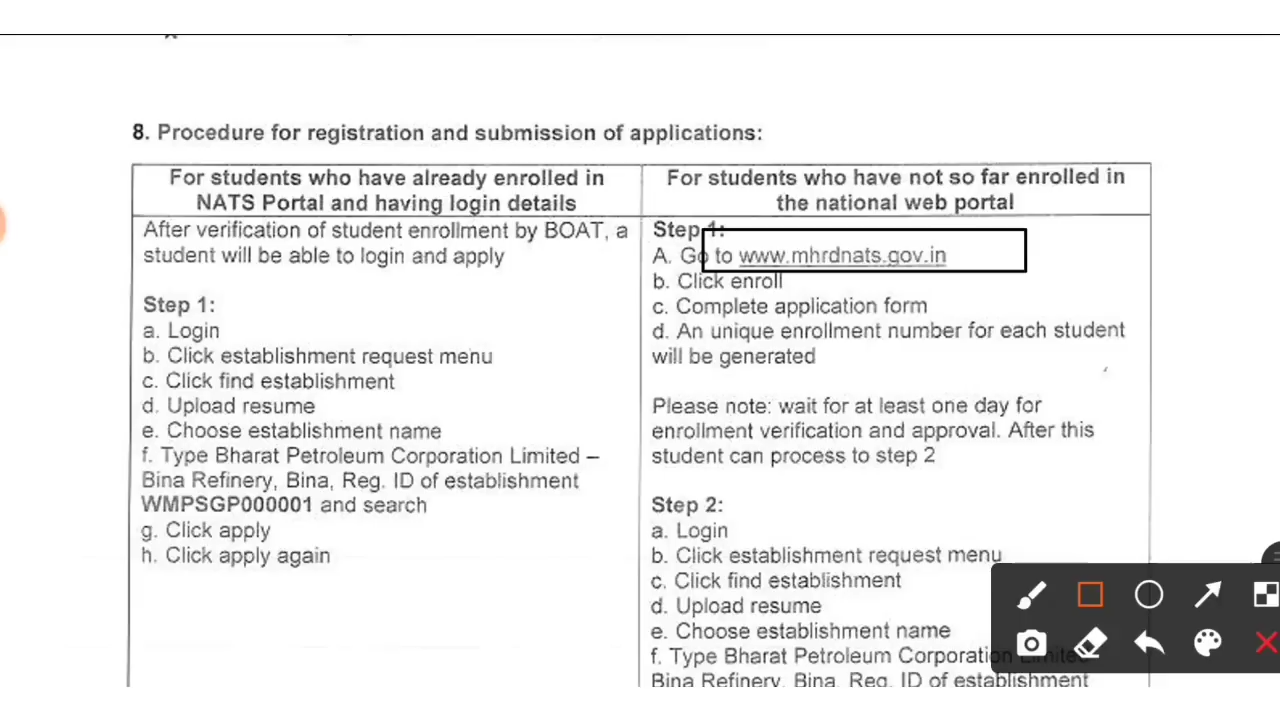 8. Procedure for registration and submission of applications:
For students who have already enrolled in
NATS Portal and having login details
After verification of student enrollment by BOAT, a
student will be able to login and apply
Step 1:
a. Login
b. Click establishment request menu
c. Click find establishment
d. Upload resume
e. Choose establishment name
f. Type Bharat Petroleum Corporation Limited –
Bina Refinery, Bina, Reg. ID of establishment
WMPSGP000001 and search
g. Click apply
h. Click apply again
For students who have not so far enrolled in
the national web portal
Step 1:
A. Go to www.mhrdnats.gov.in
b. Click enroll
c. Complete application form
d. An unique enrollment number for each student
will be generated
Please note: wait for at least one day for
enrollment verification and approval. After this
student can process to step 2
Step 2:
a. Login
b. Click establishment request menu
c. Click find establishment
d. Upload resume
e. Choose establishment name
f. Type Bharat Petroleum Corporation Limited
Bina Refinery, Bina, Reg. ID of establishment